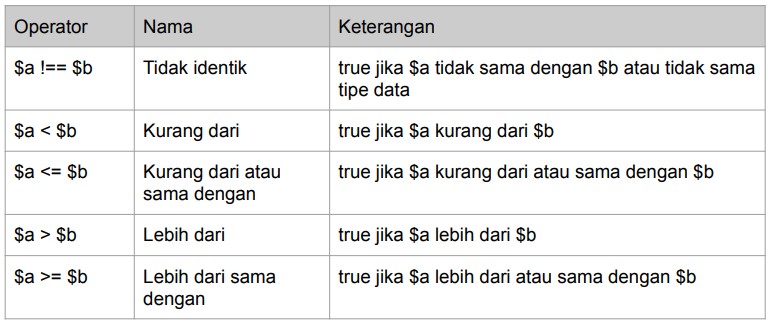 Operator Nama Keterangan
$a !== $b Tidak identik true jika $a tidak sama dengan $b atau tidak sama
tipe data
$a < $b Kurang dari true jika $a kurang dari $b
$a <= $b Kurang dari atau true jika $a kurang dari atau sama dengan $b
sama dengan
$a > $b Lebih dari true jika $a lebih dari $b
$a >= $b Lebih dari sama true jika $a lebih dari atau sama dengan $b
dengan